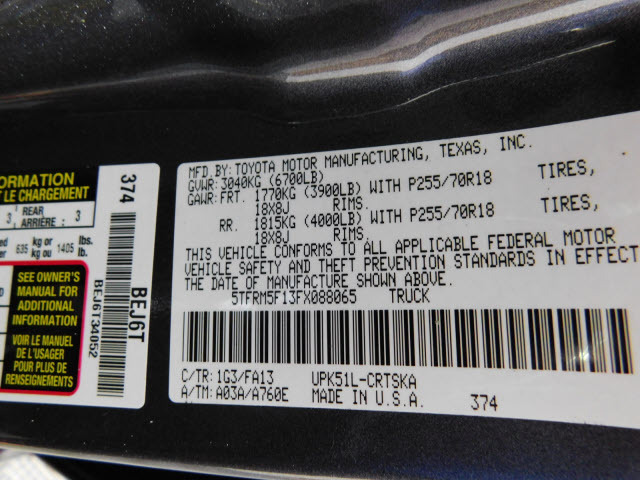 ORMATION
T LE CHARGEMENT
3 REAR ARRIÈRE : 3
635 kg or kg ou 1405 lbs. lb.
SEE OWNER'S
MANUAL FOR
ADDITIONAL
INFORMATION
VOIR LE MANUEL
DE L'USAGER
POUR PLUS DE
RENSEIGNEMENTS
374
BEJ6T34052
BEJ6T
MFD.BY: TOYOTA MOTOR MANUFACTURING, TEXAS, INC.
GVWR: 3040KG (6700LB)
GAWR: FRT. 1770KG (3900LB) WITH P255/70R18 TIRES,
18X8J RIMS.
RR. 1815KG (4000LB) WITH P255/70R18 TIRES,
18X8J RIMS.
THIS VEHICLE CONFORMS TO ALL APPLICABLE FEDERAL MOTOR
VEHICLE SAFETY AND THEFT PREVENTION STANDARDS IN EFFECT
THE DATE OF MANUFACTURE SHOWN ABOVE.
5TFRM5F13FX088065 TRUCK
C/TR: 1G3/FA13 UPK51L-CRTSKA
A/TM: A03A/A760E MADE IN U.S.A. 374